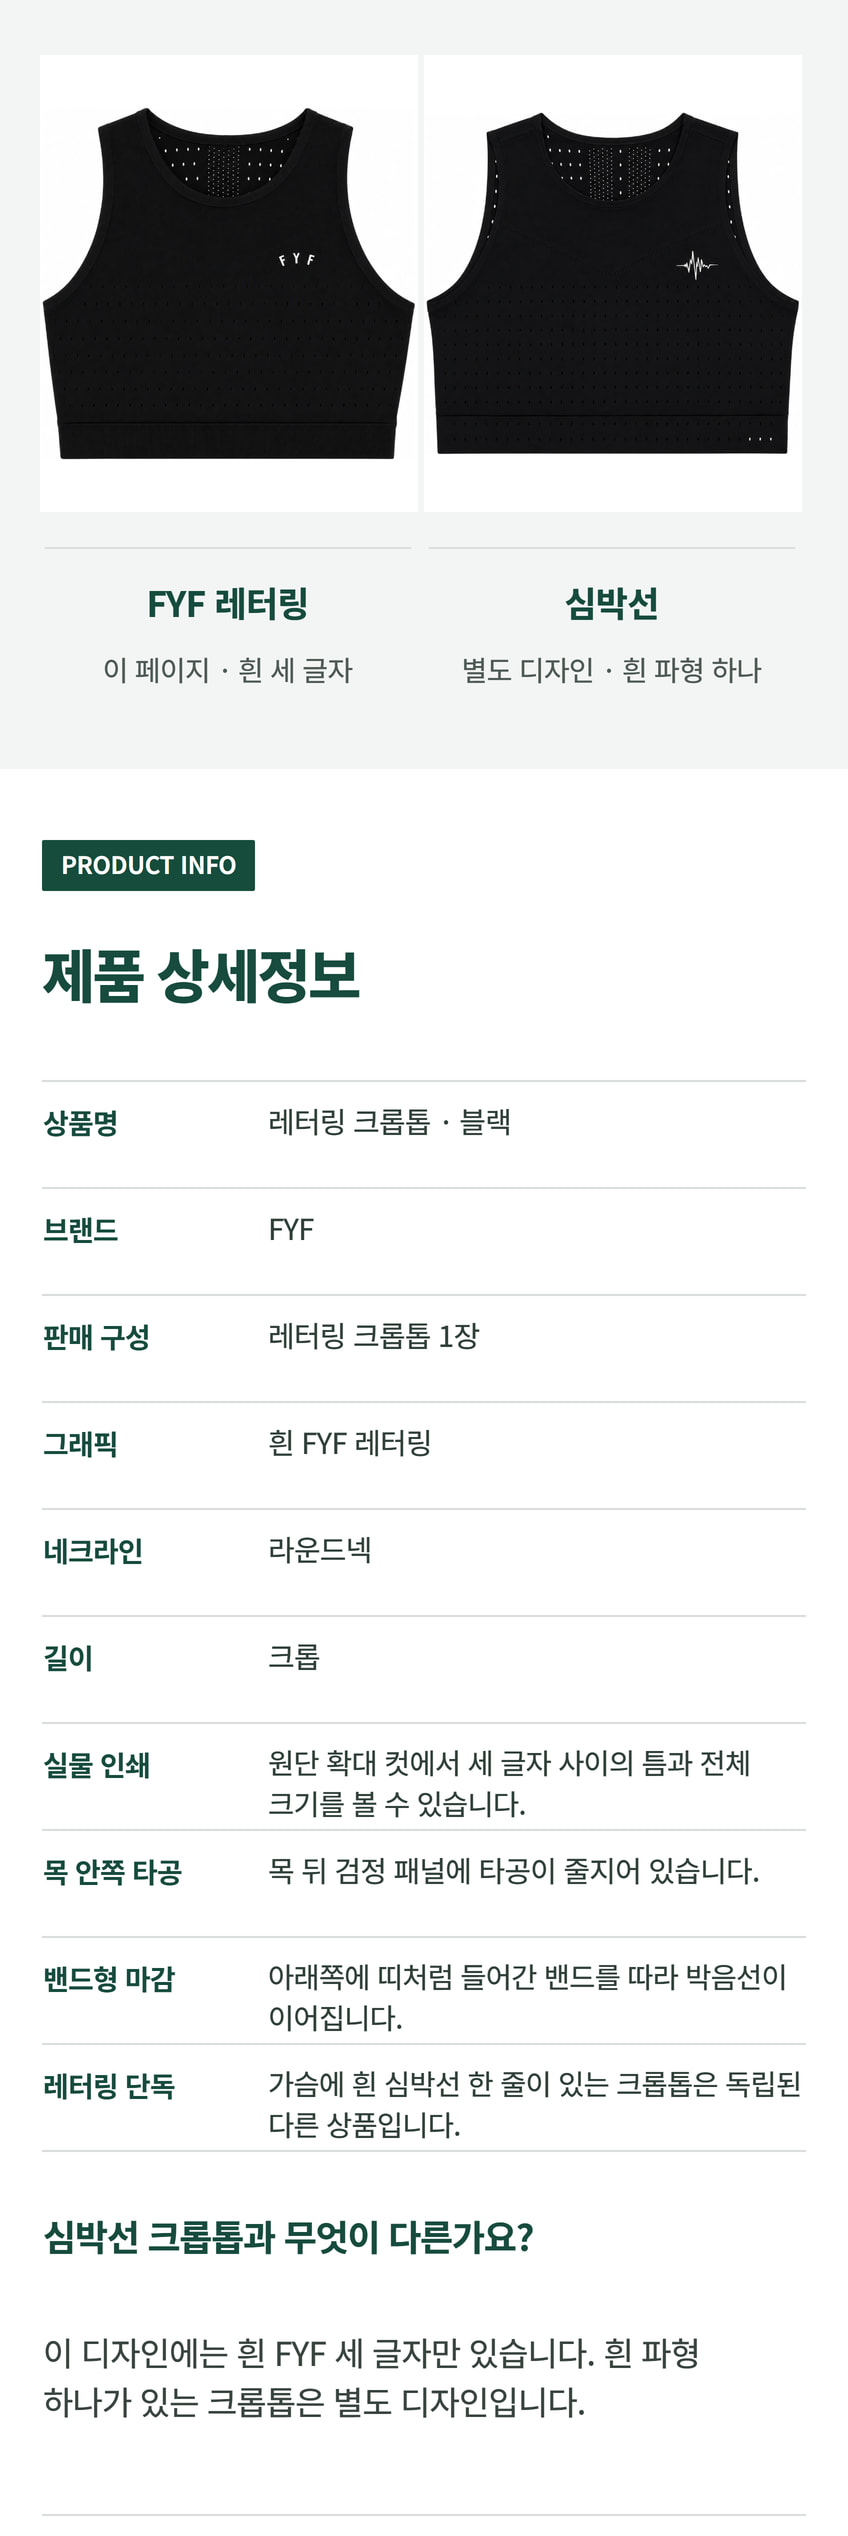 FYF
FYF 레터링
이 페이지 · 흰 세 글자
심박선
별도 디자인 · 흰 파형 하나
PRODUCT INFO
제품 상세정보
상품명
레터링 크롭톱 · 블랙
브랜드
FYF
판매 구성
레터링 크롭톱 1장
그래픽
흰 FYF 레터링
네크라인
라운드넥
길이
크롭
실물 인쇄
원단 확대 컷에서 세 글자 사이의 틈과 전체
크기를 볼 수 있습니다.
목 안쪽 타공
목 뒤 검정 패널에 타공이 줄지어 있습니다.
밴드형 마감
아래쪽에 띠처럼 들어간 밴드를 따라 박음선이
이어집니다.
레터링 단독
가슴에 흰 심박선 한 줄이 있는 크롭톱은 독립된
다른 상품입니다.
심박선 크롭톱과 무엇이 다른가요?
이 디자인에는 흰 FYF 세 글자만 있습니다. 흰 파형
하나가 있는 크롭톱은 별도 디자인입니다.